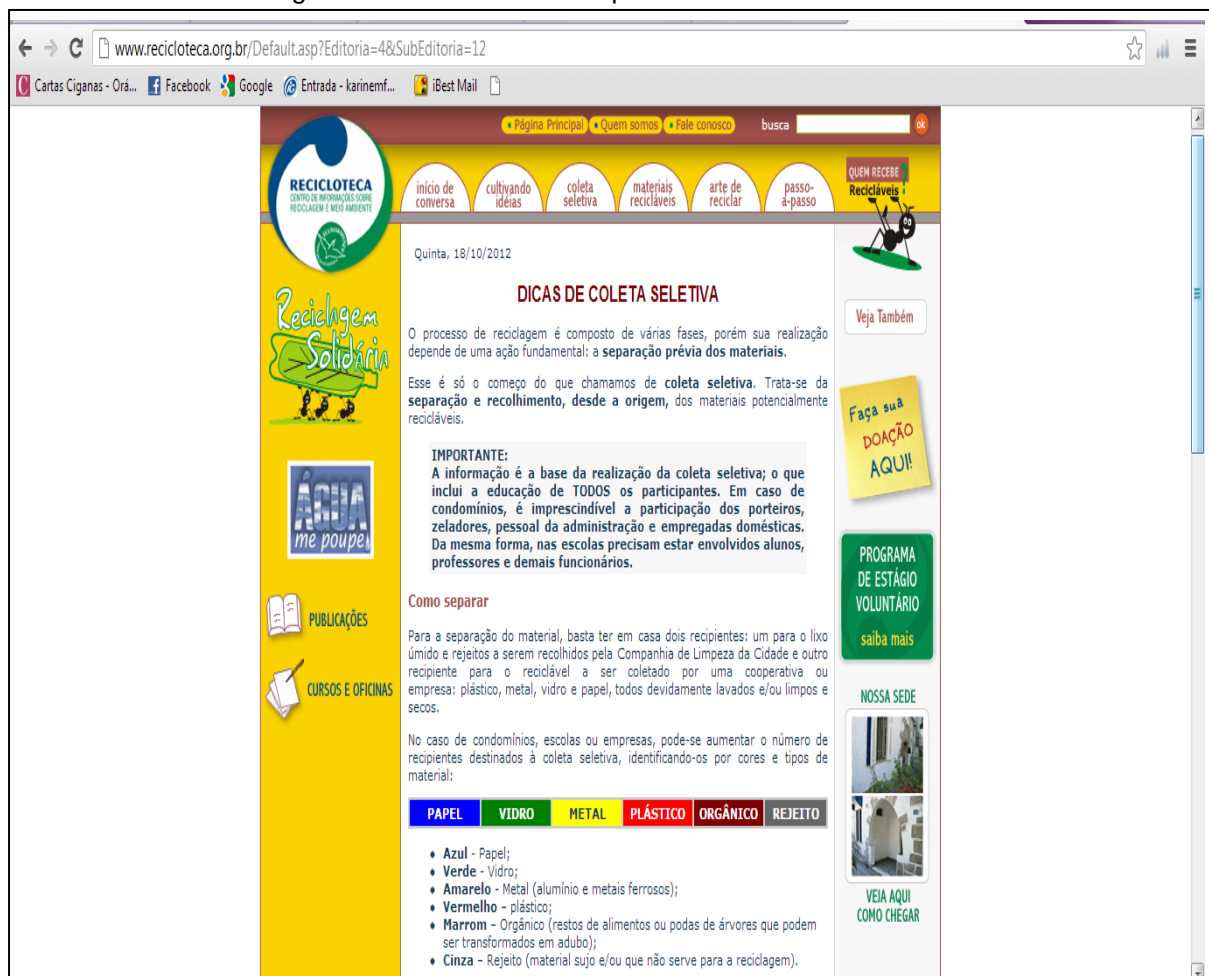 www.recicloteca.org.br/Default.asp?Editoria=4&SubEditoria=12
Cartas Ciganas - Orá... Facebook Google Entrada - karinemf... iBest Mail
• Página Principal • Quem somos • Fale conosco busca ok
RECICLOTECA
CENTRO DE INFORMAÇÕES SOBRE
RECICLAGEM E MEIO AMBIENTE
início de
conversa
cultivando
idéias
coleta
seletiva
materiais
recicláveis
arte de
reciclar
passo-
a-passo
QUEM RECEBE
Recicláveis ?
Reciclagem
Solidária
ÁGUA
me poupe!
PUBLICAÇÕES
CURSOS E OFICINAS
Quinta, 18/10/2012
DICAS DE COLETA SELETIVA
O processo de reciclagem é composto de várias fases, porém sua realização
depende de uma ação fundamental: a separação prévia dos materiais.
Esse é só o começo do que chamamos de coleta seletiva. Trata-se da
separação e recolhimento, desde a origem, dos materiais potencialmente
recicláveis.
IMPORTANTE:
A informação é a base da realização da coleta seletiva; o que
inclui a educação de TODOS os participantes. Em caso de
condomínios, é imprescindível a participação dos porteiros,
zeladores, pessoal da administração e empregadas domésticas.
Da mesma forma, nas escolas precisam estar envolvidos alunos,
professores e demais funcionários.
Como separar
Para a separação do material, basta ter em casa dois recipientes: um para o lixo
úmido e rejeitos a serem recolhidos pela Companhia de Limpeza da Cidade e outro
recipiente para o reciclável a ser coletado por uma cooperativa ou
empresa: plástico, metal, vidro e papel, todos devidamente lavados e/ou limpos e
secos.
No caso de condomínios, escolas ou empresas, pode-se aumentar o número de
recipientes destinados à coleta seletiva, identificando-os por cores e tipos de
material:
PAPEL VIDRO METAL PLÁSTICO ORGÂNICO REJEITO
• Azul - Papel;
• Verde - Vidro;
• Amarelo - Metal (alumínio e metais ferrosos);
• Vermelho – plástico;
• Marrom – Orgânico (restos de alimentos ou podas de árvores que podem
ser transformados em adubo);
• Cinza – Rejeito (material sujo e/ou que não serve para a reciclagem).
Veja Também
Faça sua
DOAÇÃO
AQUI!
PROGRAMA
DE ESTÁGIO
VOLUNTÁRIO
saiba mais
NOSSA SEDE
VEJA AQUI
COMO CHEGAR